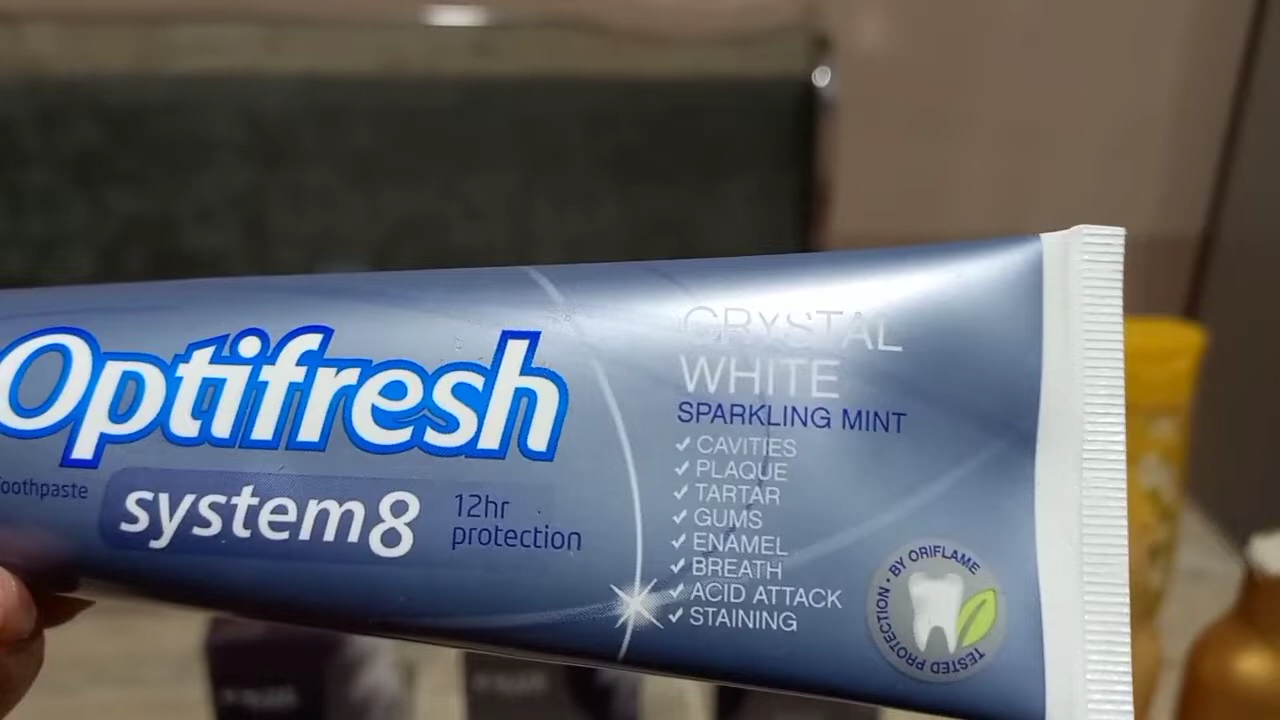 Optifresh
Toothpaste
system8
12hr
protection
CRYSTAL
WHITE
SPARKLING MINT
✓ CAVITIES
✓ PLAQUE
✓ TARTAR
✓ GUMS
✓ ENAMEL
✓ BREATH
✓ ACID ATTACK
✓ STAINING
TESTED PROTECTION • BY ORIFLAME